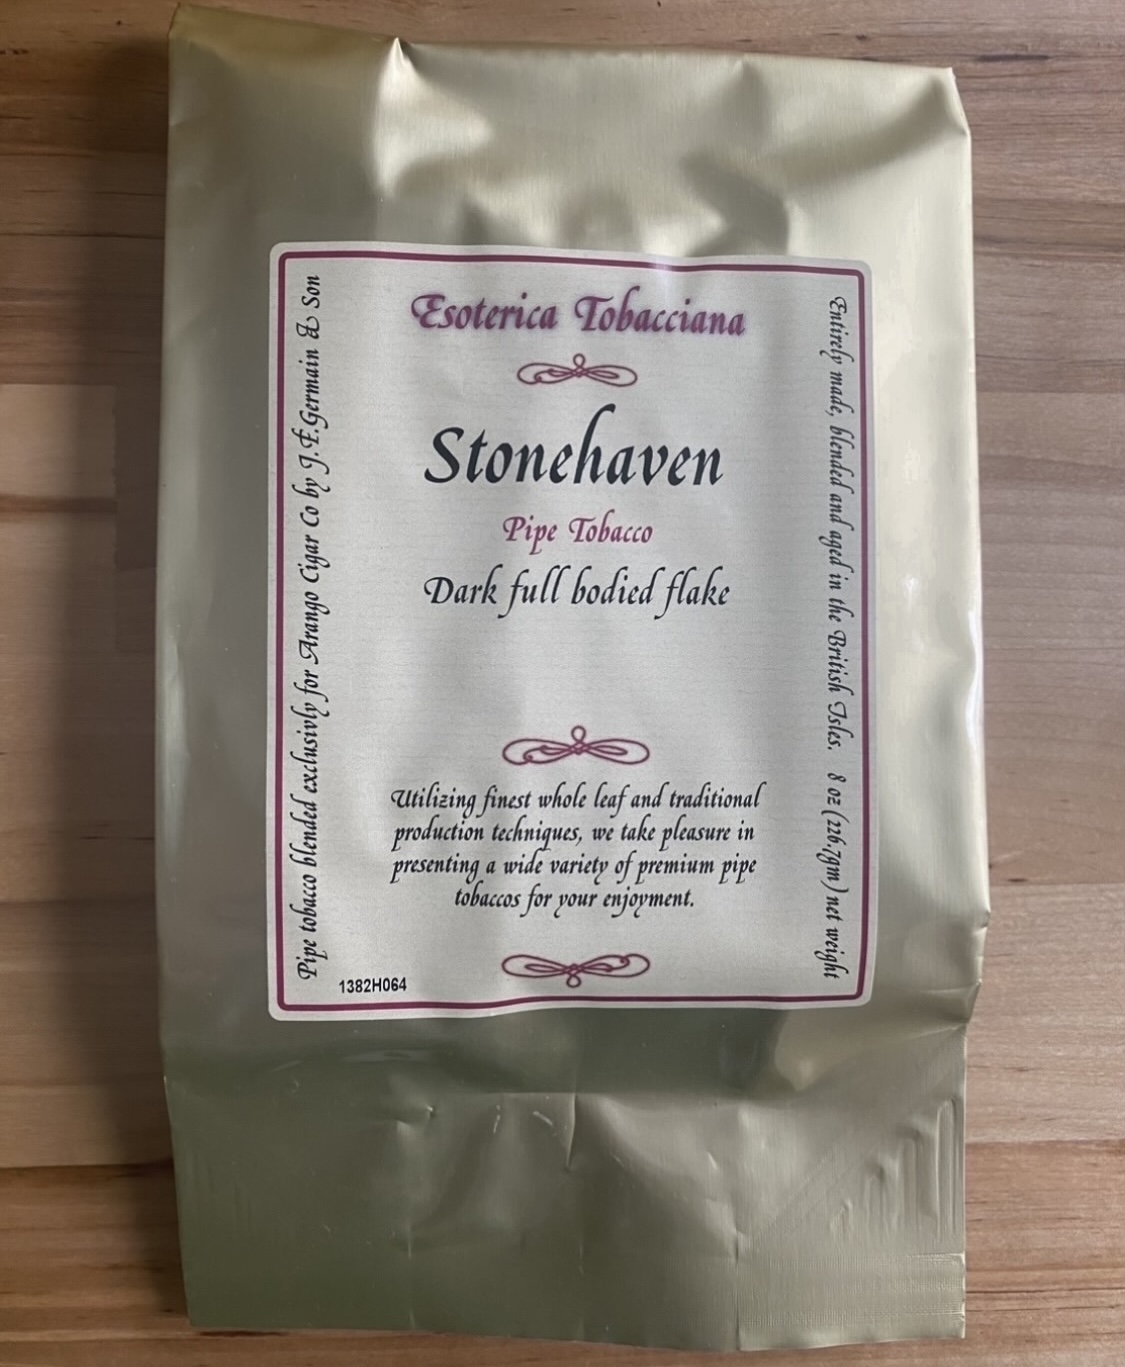 Esoterica Tobacciana
Stonehaven
Pipe Tobacco
Dark full bodied flake
Utilizing finest whole leaf and traditional
production techniques, we take pleasure in
presenting a wide variety of premium pipe
tobaccos for your enjoyment.
1382H064
Pipe tobacco blended exclusivly for Arango Cigar Co by J.E.Germain & Son
Entirely made, blended and aged in the British Isles. 8 oz (226,7gm) net weight